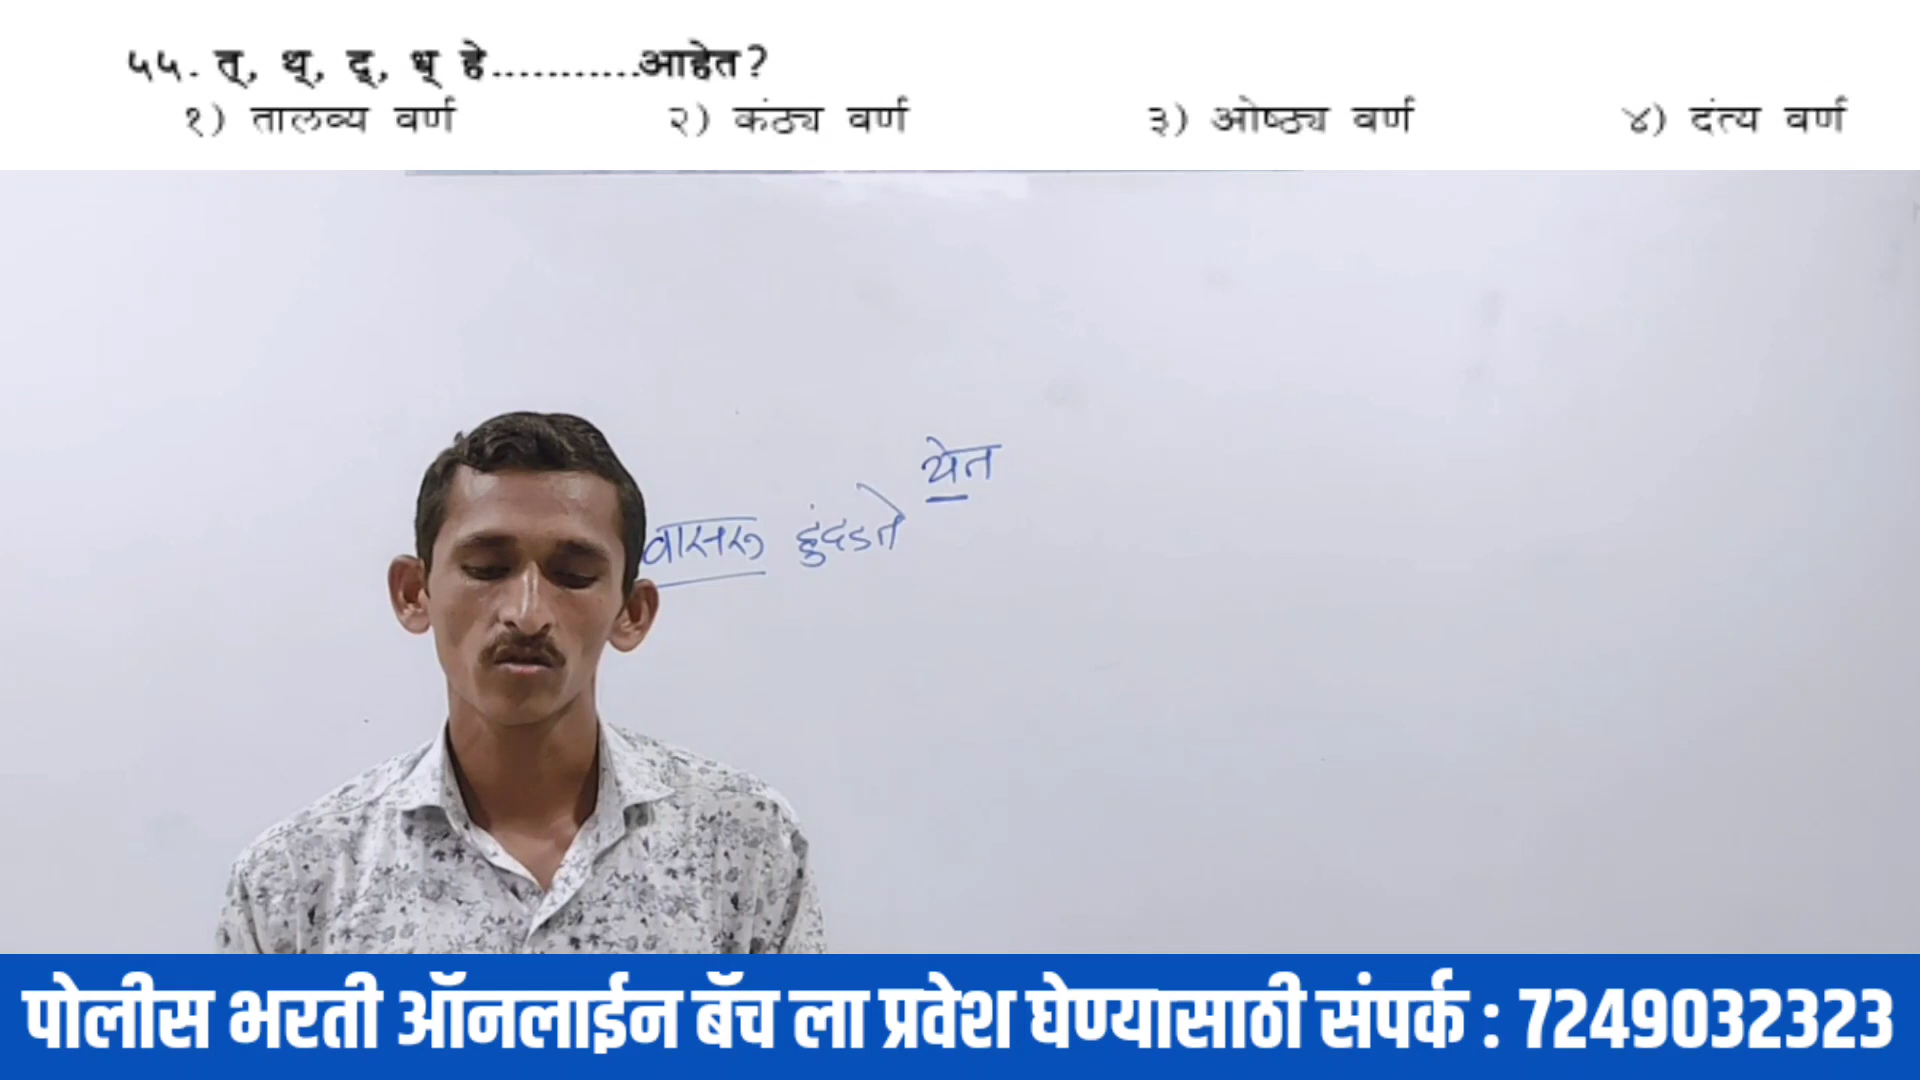 ५५. त्, थ्, द्, ध् हे............आहेत?
१) तालव्य वर्ण २) कंठ्य वर्ण ३) ओष्ठ्य वर्ण ४) दंत्य वर्ण
येत
वासरू हुंदडते
पोलीस भरती ऑनलाईन बॅच ला प्रवेश घेण्यासाठी संपर्क : 7249032323